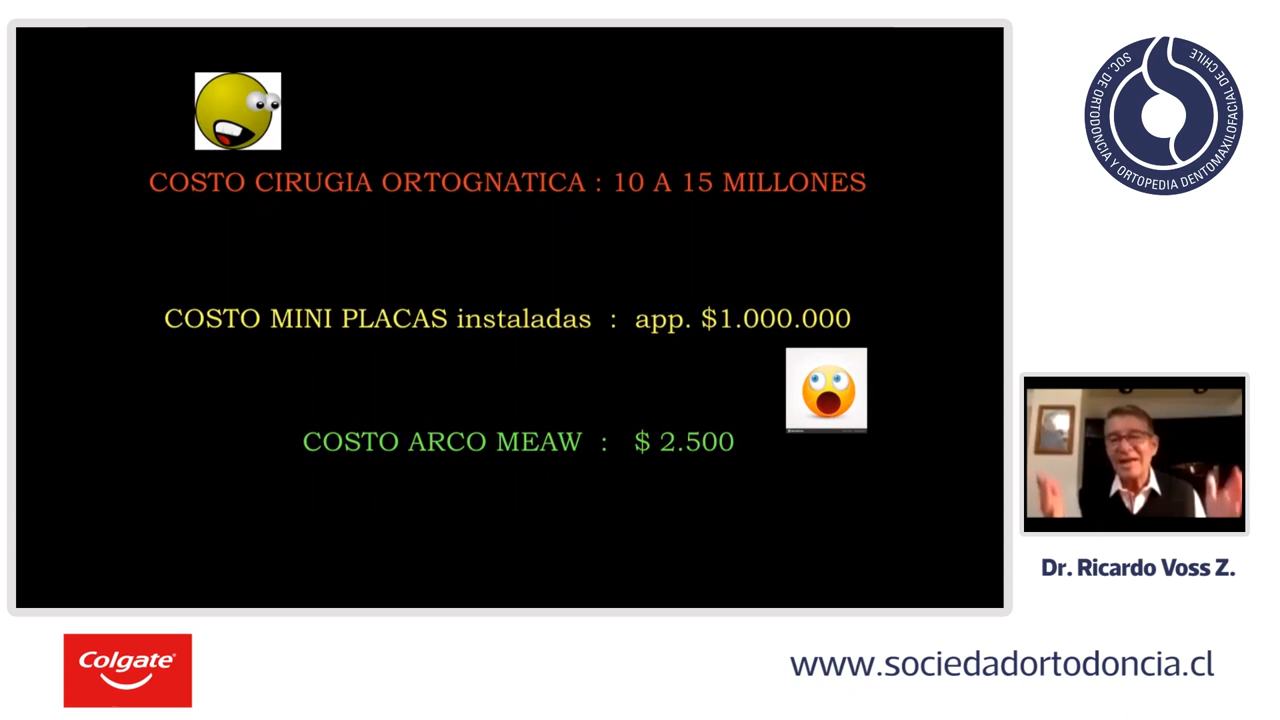 COSTO CIRUGIA ORTOGNATICA : 10 A 15 MILLONES
COSTO MINI PLACAS instaladas : app. $1.000.000
COSTO ARCO MEAW : $ 2.500
SOC. DE ORTODONCIA Y ORTOPEDIA DENTOMAXILOFACIAL DE CHILE
Dr. Ricardo Voss Z.
Colgate®
www.sociedadortodoncia.cl